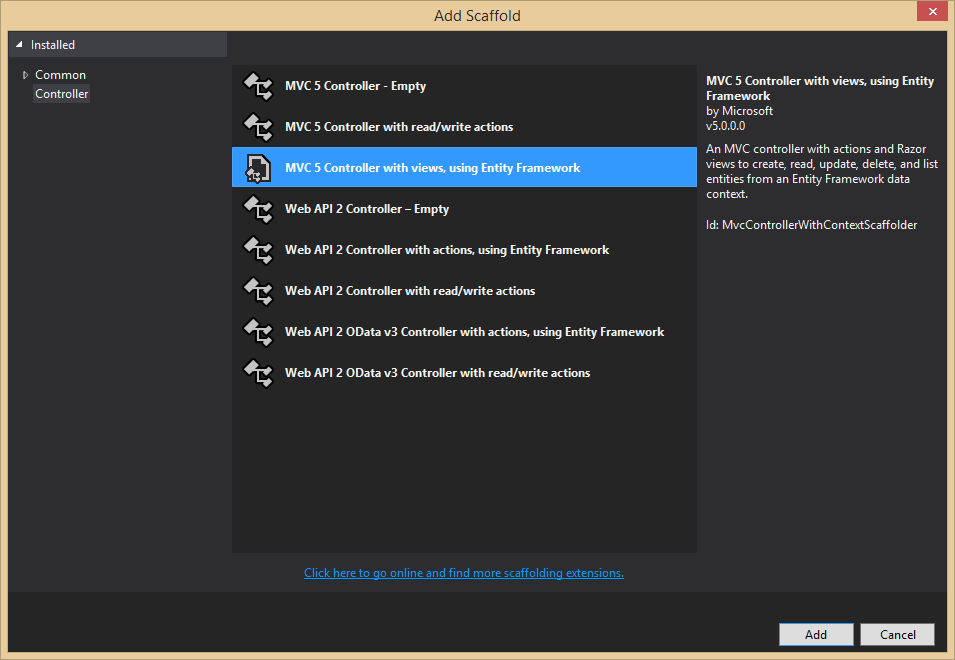 Add Scaffold
Installed
Common
Controller
MVC 5 Controller - Empty
MVC 5 Controller with read/write actions
MVC 5 Controller with views, using Entity Framework
Web API 2 Controller – Empty
Web API 2 Controller with actions, using Entity Framework
Web API 2 Controller with read/write actions
Web API 2 OData v3 Controller with actions, using Entity Framework
Web API 2 OData v3 Controller with read/write actions
Click here to go online and find more scaffolding extensions.
MVC 5 Controller with views, using Entity
Framework
by Microsoft
v5.0.0.0
An MVC controller with actions and Razor
views to create, read, update, delete, and list
entities from an Entity Framework data
context.
Id: MvcControllerWithContextScaffolder
Add
Cancel